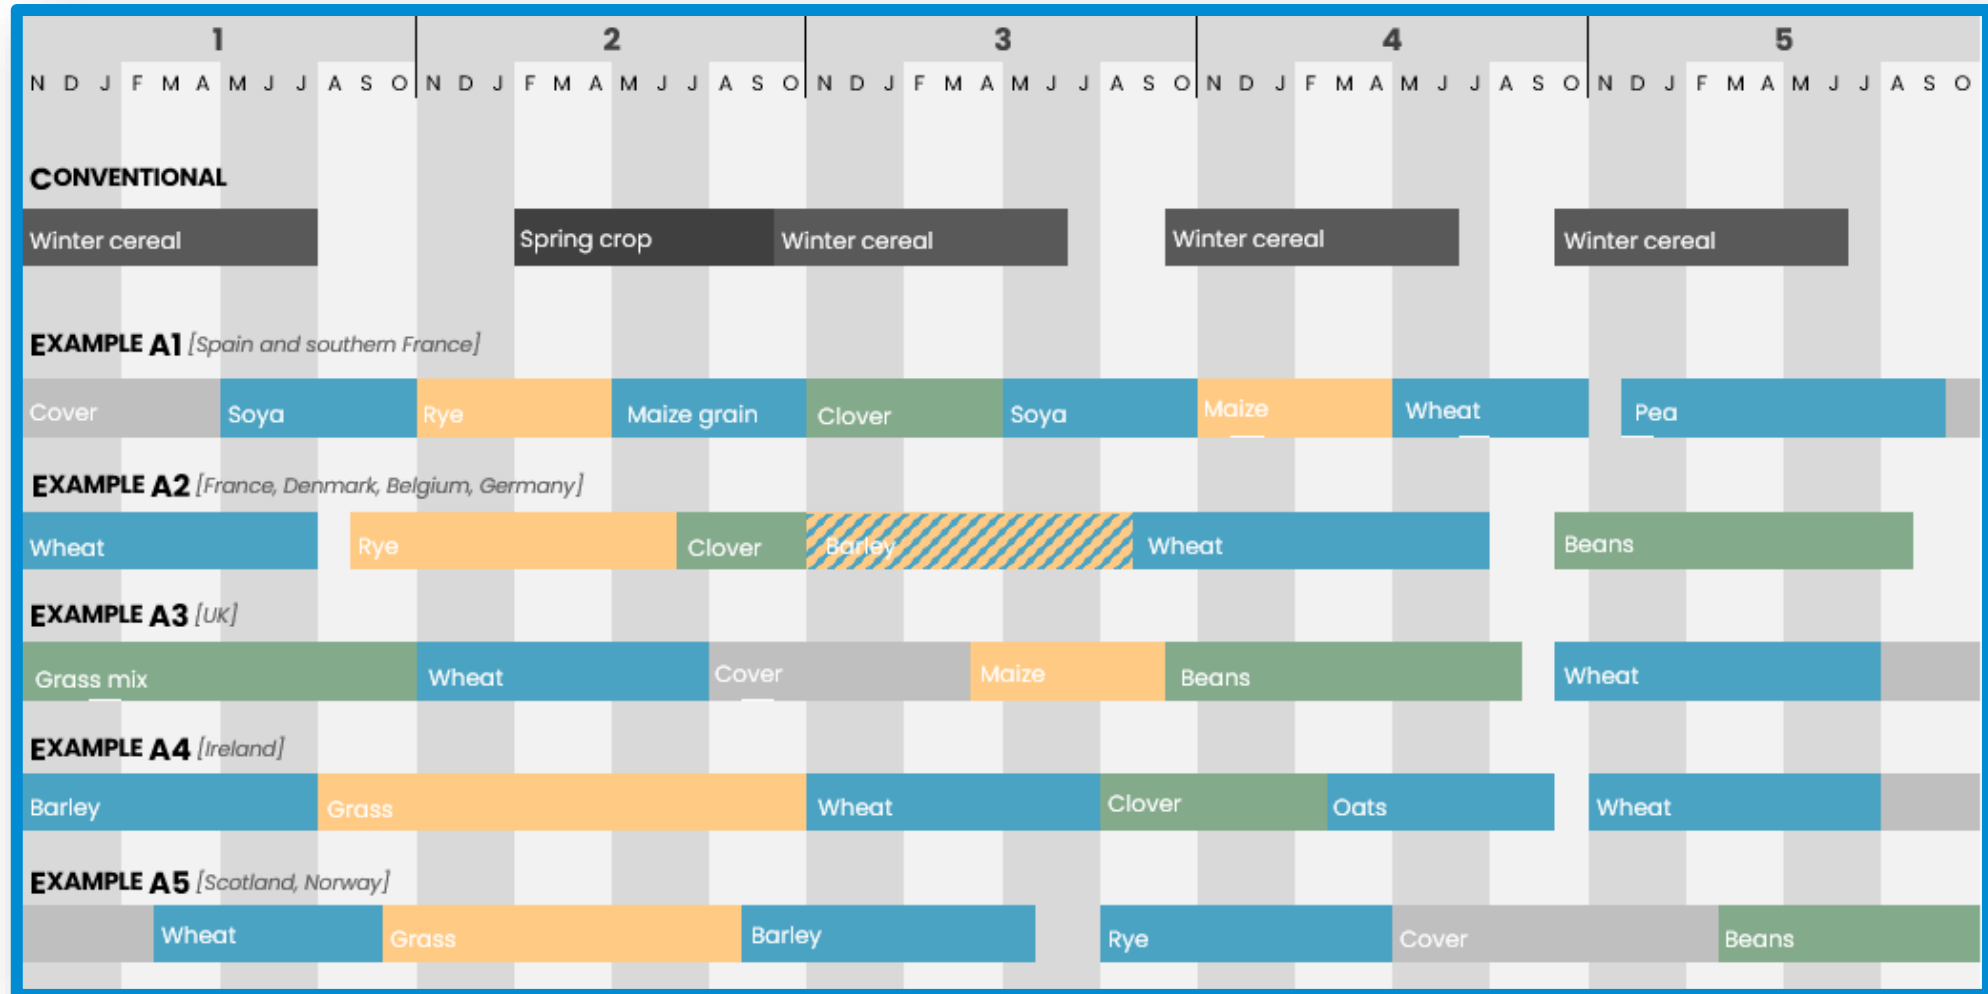 1 2 3 4 5
N D J F M A M J J A S O N D J F M A M J J A S O N D J F M A M J J A S O N D J F M A M J J A S O N D J F M A M J J A S O
CONVENTIONAL
Winter cereal Spring crop Winter cereal Winter cereal Winter cereal
EXAMPLE A1 [Spain and southern France]
Cover Soya Rye Maize grain Clover Soya Maize Wheat Pea
EXAMPLE A2 [France, Denmark, Belgium, Germany]
Wheat Rye Clover Barley Wheat Beans
EXAMPLE A3 [UK]
Grass mix Wheat Cover Maize Beans Wheat
EXAMPLE A4 [Ireland]
Barley Grass Wheat Clover Oats Wheat
EXAMPLE A5 [Scotland, Norway]
Wheat Grass Barley Rye Cover Beans